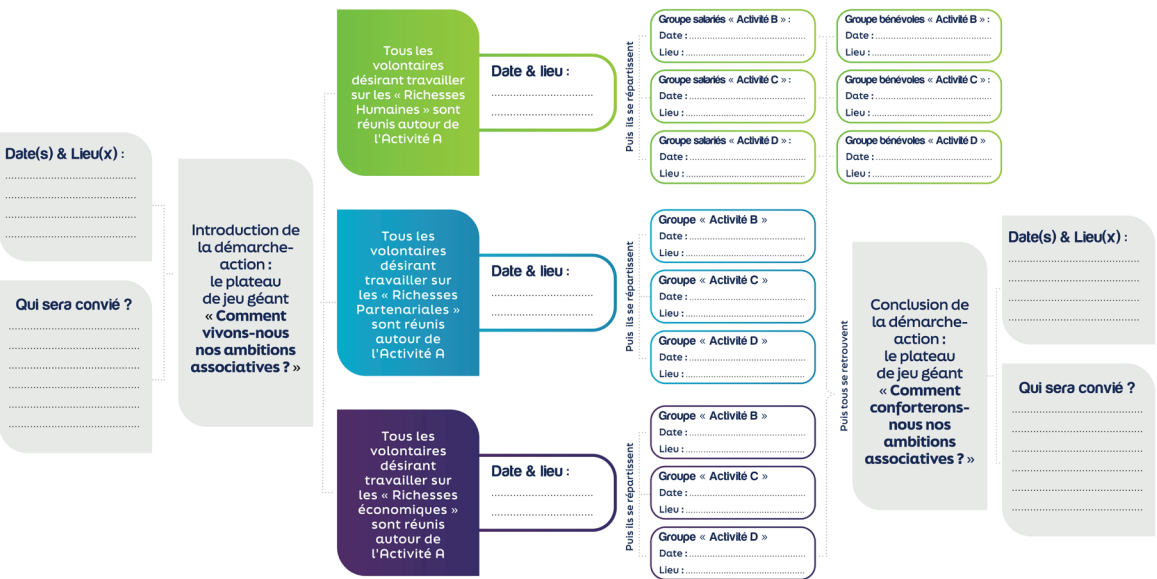 Date(s) & Lieu(x) :
Qui sera convié ?
Introduction de
la démarche-
action :
le plateau
de jeu géant
« Comment
vivons-nous
nos ambitions
associatives ? »
Tous les
volontaires
désirant travailler
sur les « Richesses
Humaines » sont
réunis autour de
l'Activité A
Date & lieu :
Puis ils se répartissent
Groupe salariés « Activité B » :
Date :
Lieu :
Groupe salariés « Activité C » :
Date :
Lieu :
Groupe salariés « Activité D » :
Date :
Lieu :
Groupe bénévoles « Activité B » :
Date :
Lieu :
Groupe bénévoles « Activité C » :
Date :
Lieu :
Groupe bénévoles « Activité D »
Date :
Lieu :
Tous les
volontaires
désirant
travailler sur
les « Richesses
Partenariales »
sont réunis
autour de
l'Activité A
Date & lieu :
Puis ils se répartissent
Groupe « Activité B »
Date :
Lieu :
Groupe « Activité C »
Date :
Lieu :
Groupe « Activité D »
Date :
Lieu :
Tous les
volontaires
désirant
travailler sur
les « Richesses
économiques »
sont réunis
autour de
l'Activité A
Date & lieu :
Puis ils se répartissent
Groupe « Activité B »
Date :
Lieu :
Groupe « Activité C »
Date :
Lieu :
Groupe « Activité D »
Date :
Lieu :
Puis tous se retrouvent
Conclusion de
la démarche-
action :
le plateau
de jeu géant
« Comment
conforterons-
nous nos
ambitions
associatives ? »
Date(s) & Lieu(x) :
Qui sera convié ?